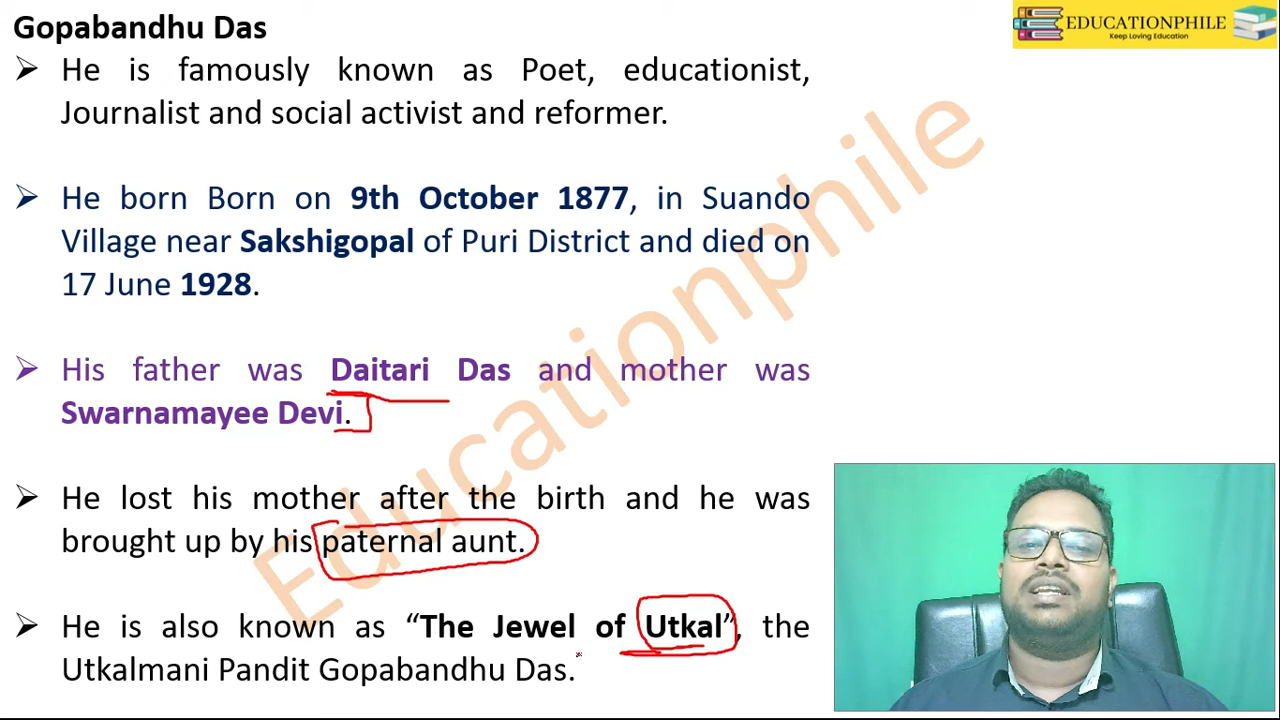 Gopabandhu Das
EDUCATIONPHILE
Keep Loving Education
➢ He is famously known as Poet, educationist,
Journalist and social activist and reformer.
➢ He born Born on 9th October 1877, in Suando
Village near Sakshigopal of Puri District and died on
17 June 1928.
➢ His father was Daitari Das and mother was
Swarnamayee Devi.
➢ He lost his mother after the birth and he was
brought up by his paternal aunt.
➢ He is also known as “The Jewel of Utkal”, the
Utkalmani Pandit Gopabandhu Das.
Educationphile